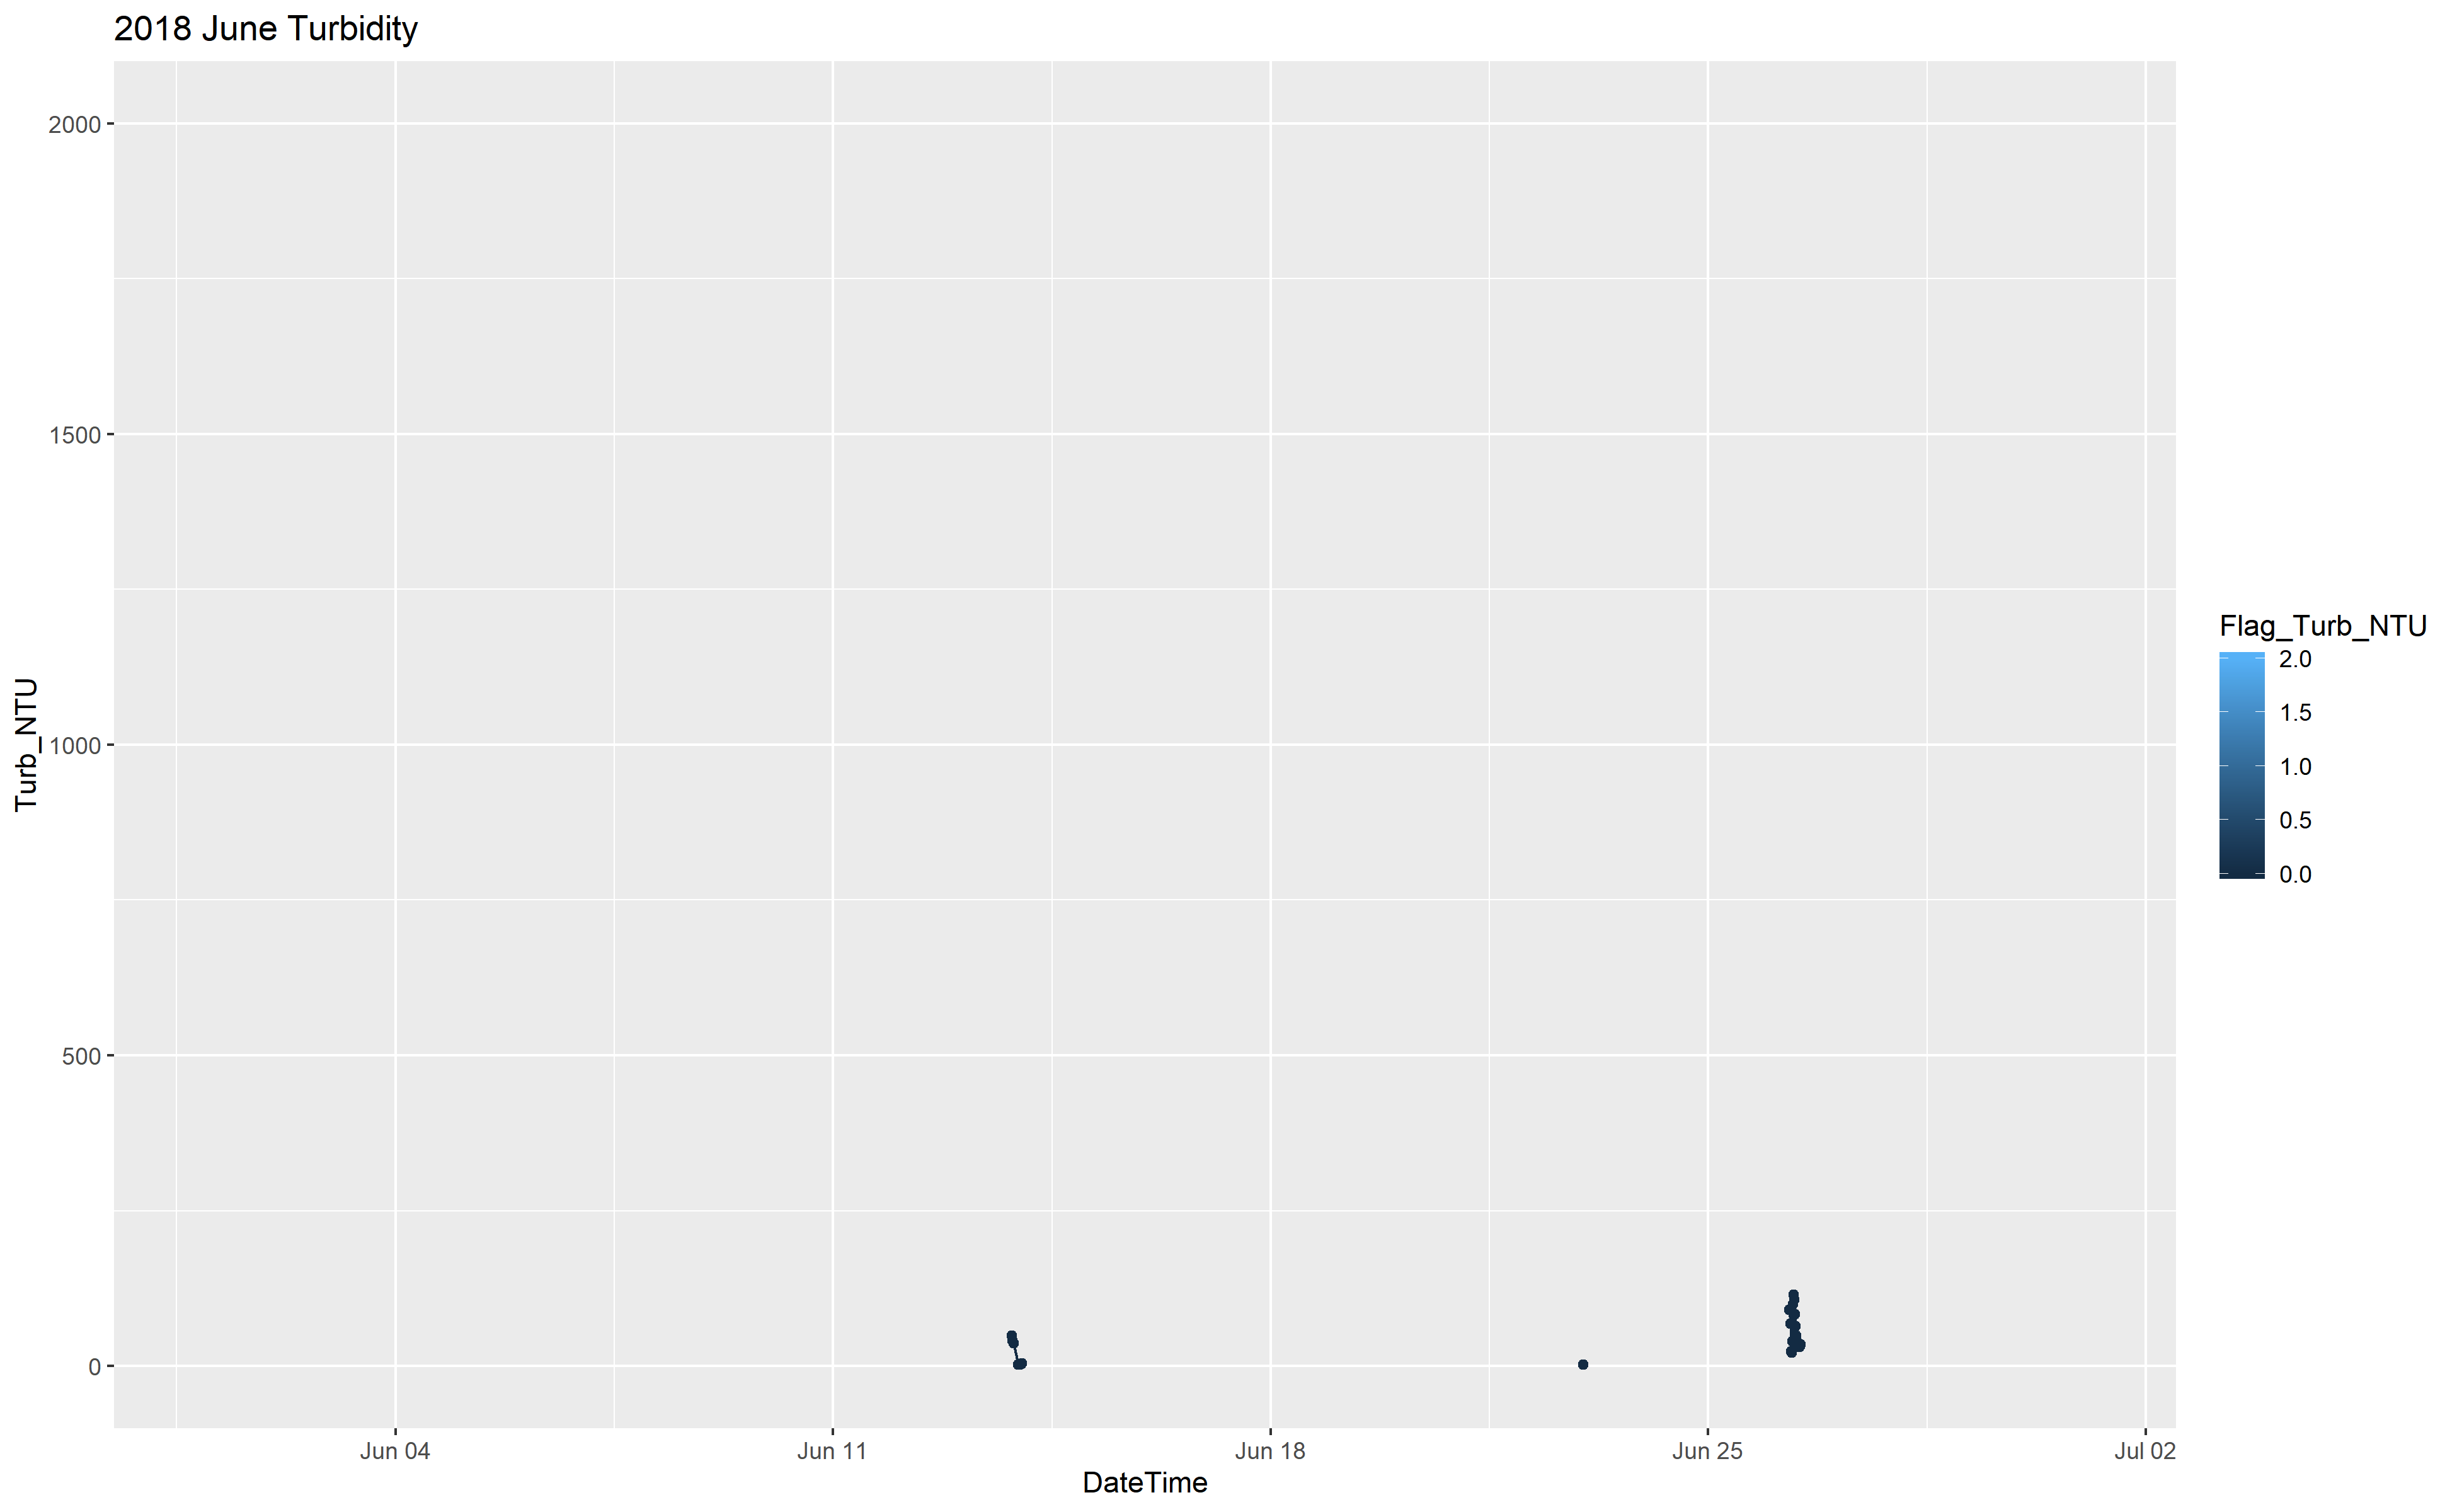 2018 June Turbidity
Turb_NTU
2000
1500
1000
500
0
Jun 04
Jun 11
Jun 18
Jun 25
Jul 02
DateTime
Flag_Turb_NTU
2.0
1.5
1.0
0.5
0.0